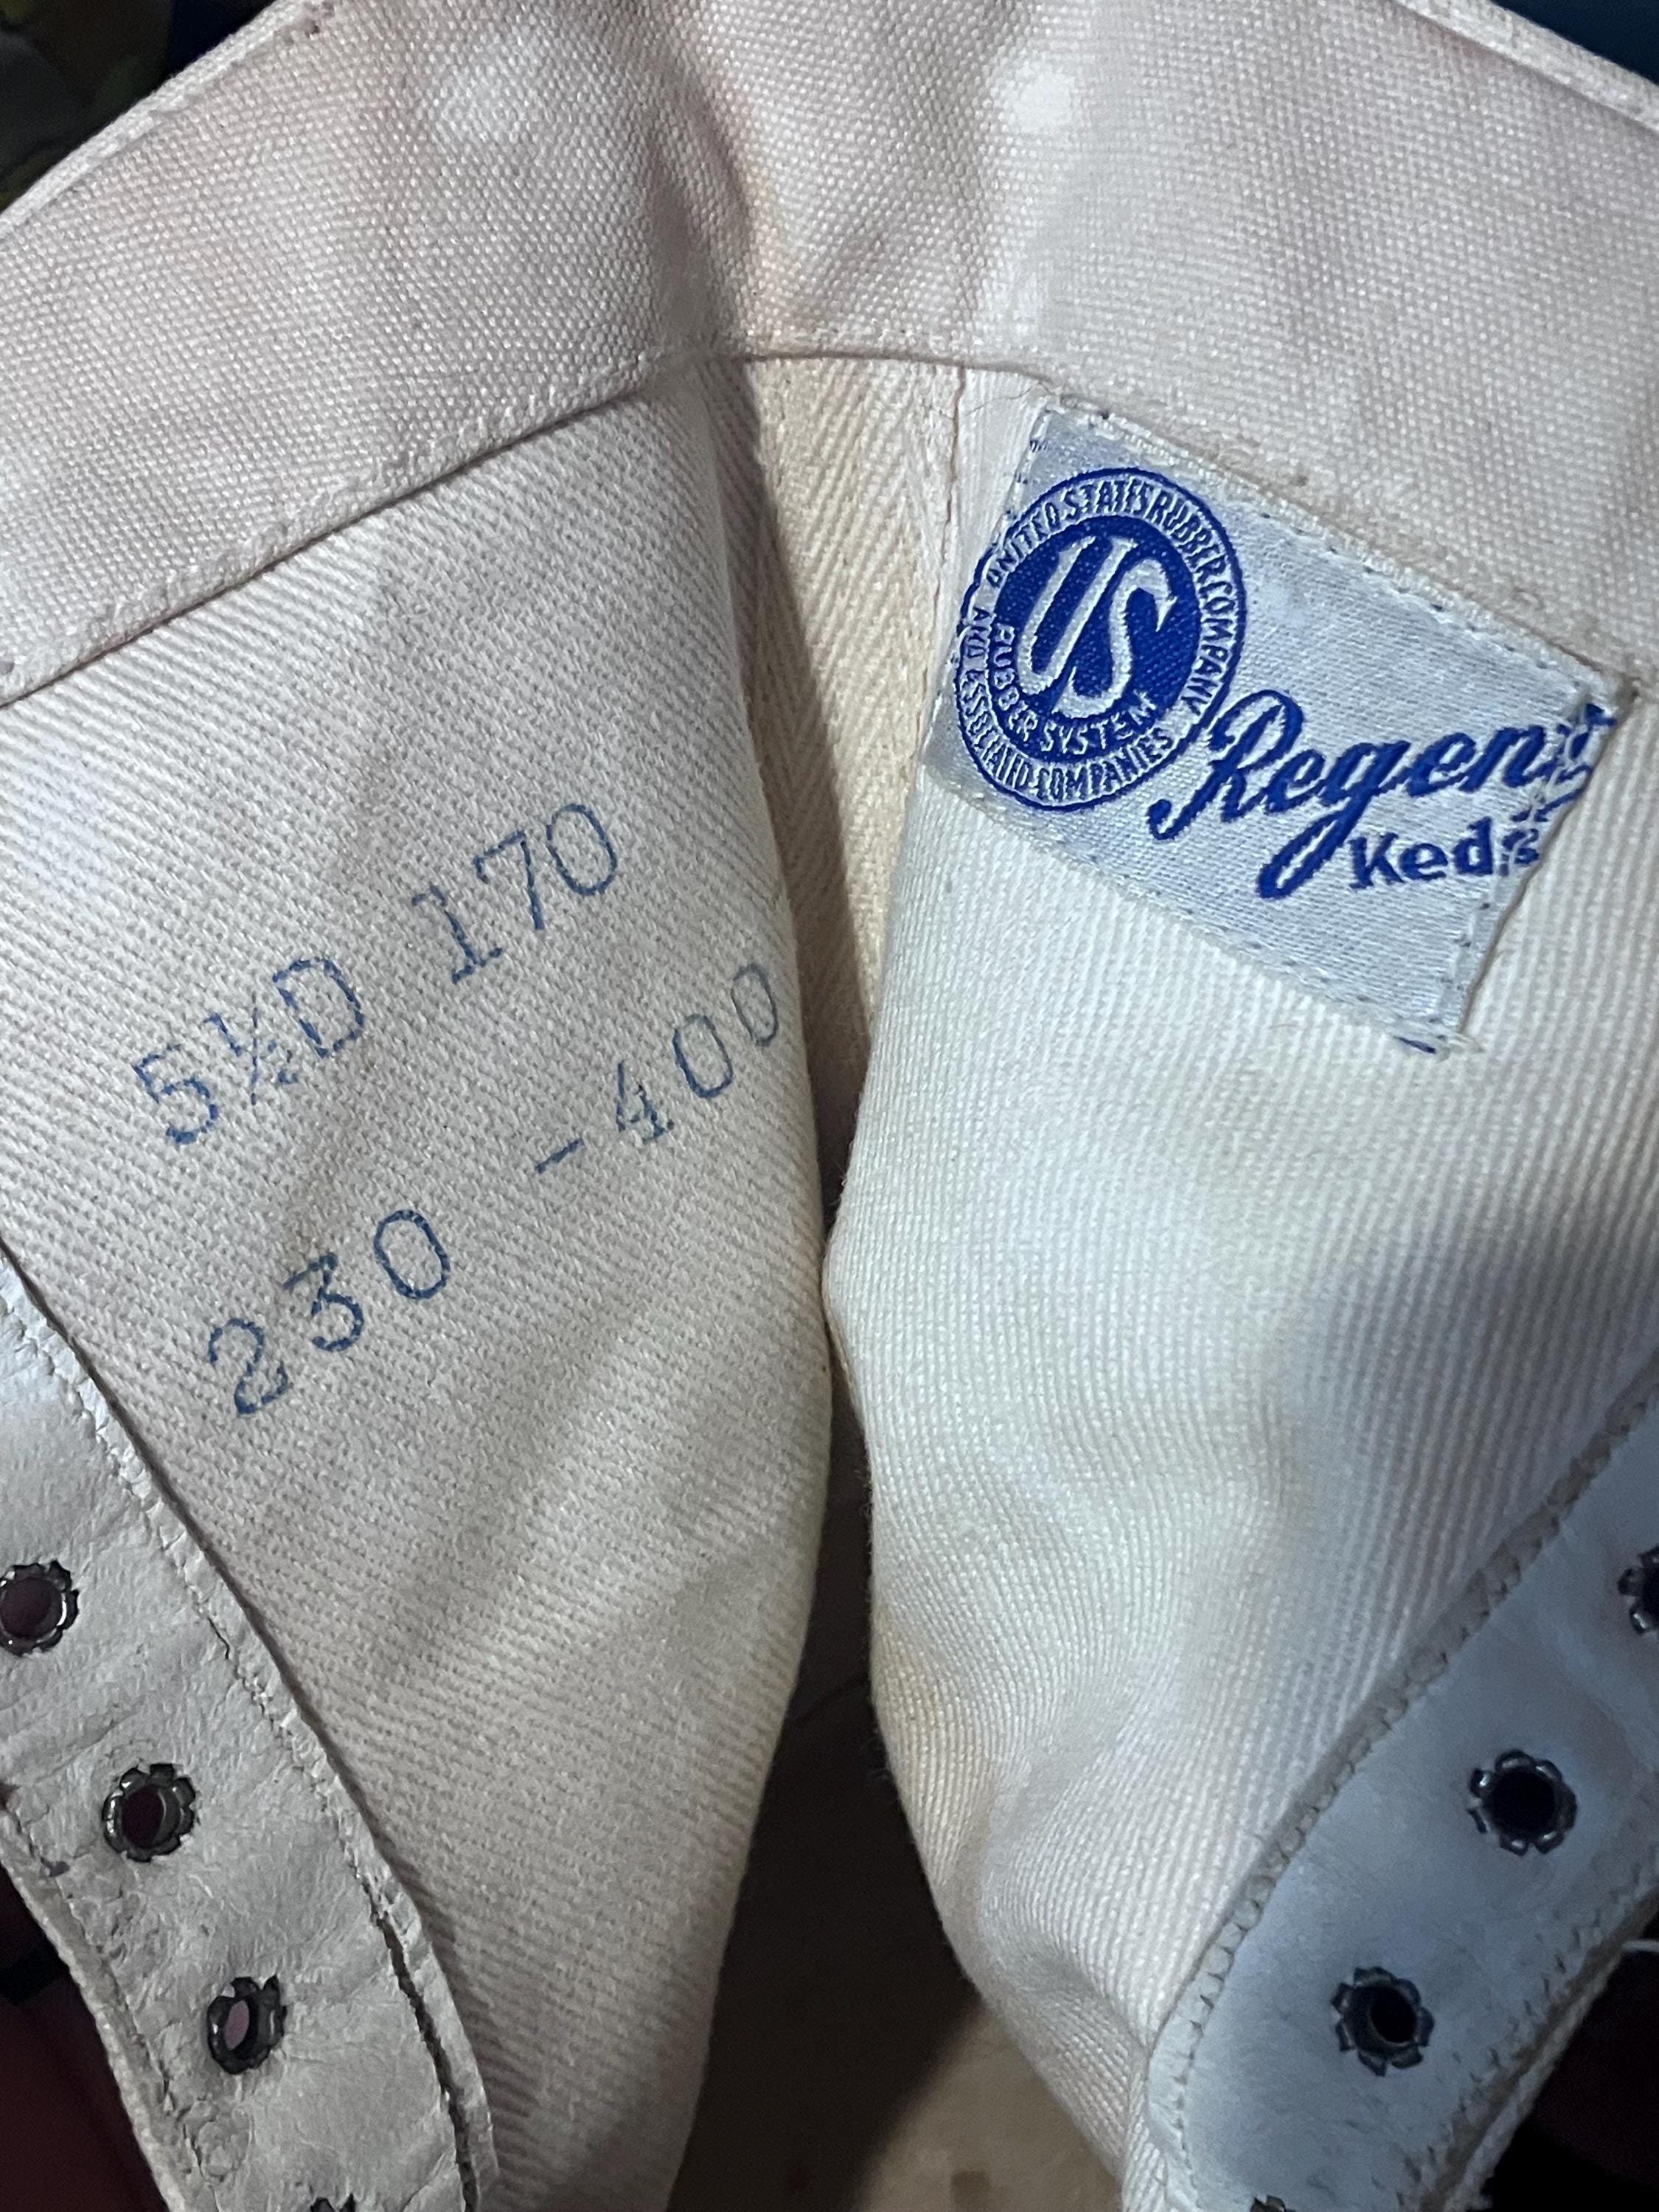 5½D 170
-400
230
UNITED STATES RUBBER COMPANY
AND ASSOCIATED COMPANIES
US
RUBBER SYSTEM
Regent
Keds